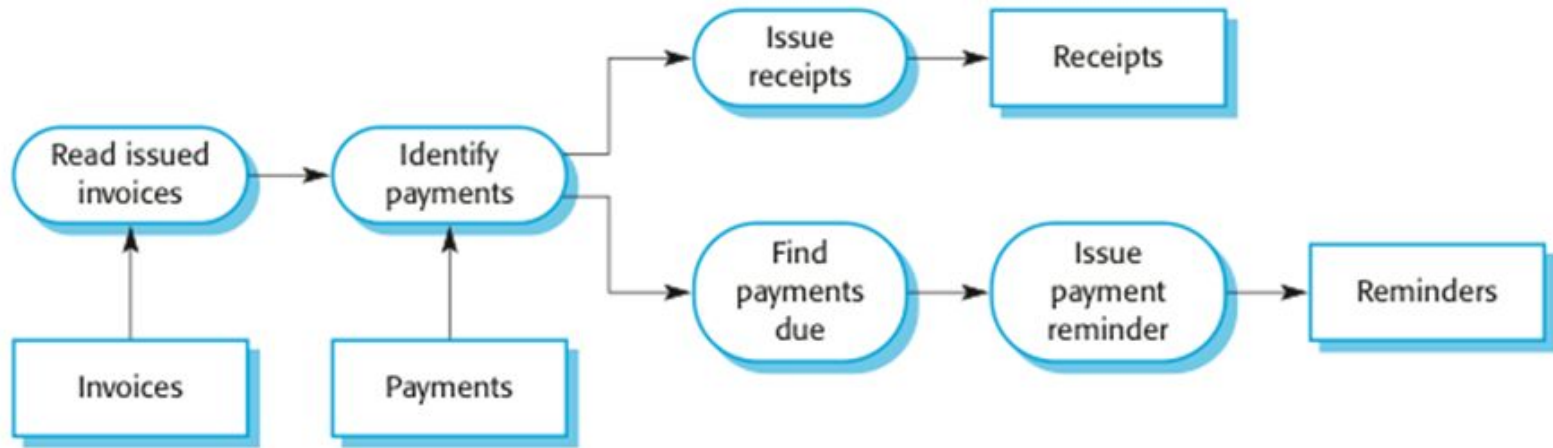 Issue
receipts
Receipts
Read issued
invoices
Identify
payments
Find
payments
due
Issue
payment
reminder
Reminders
Invoices
Payments